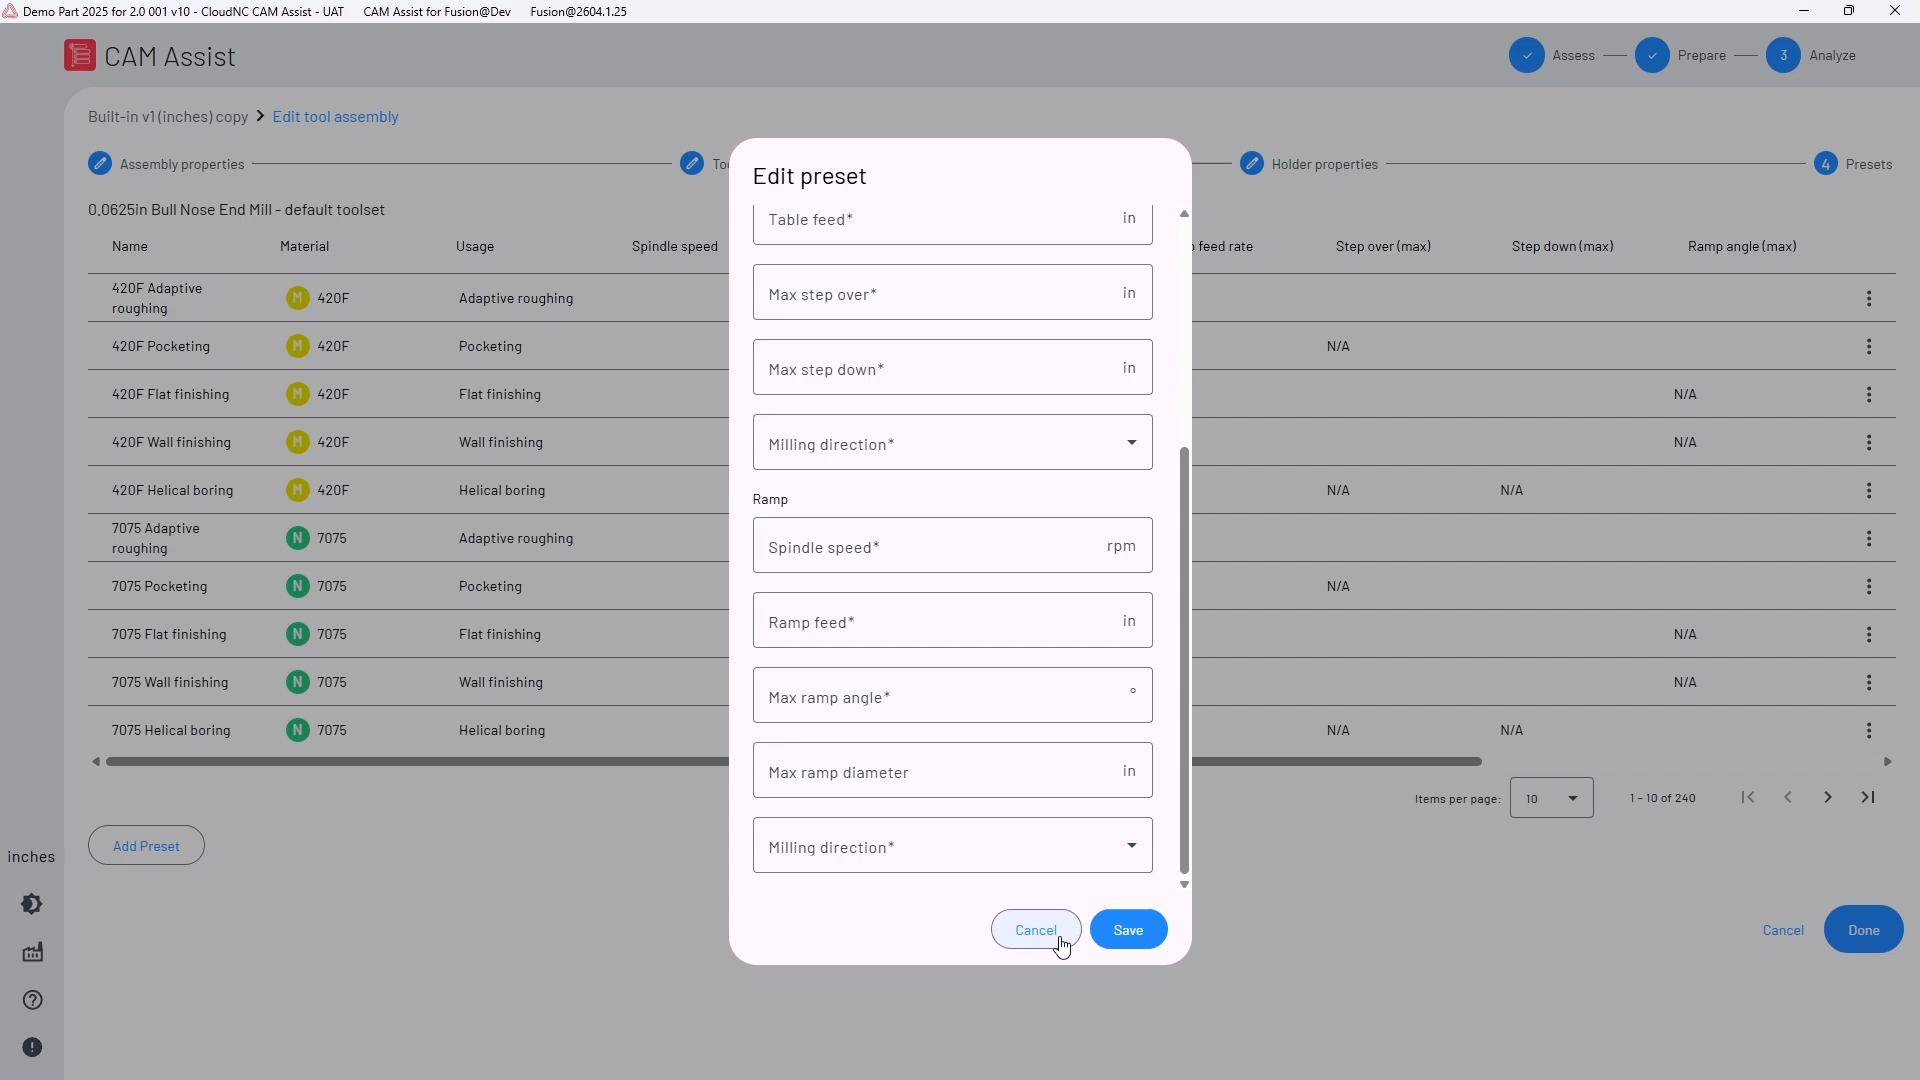 Demo Part 2025 for 2.0 001 v10 - CloudNC CAM Assist - UAT CAM Assist for Fusion@Dev Fusion@2604.1.25
CAM Assist
Assess
Prepare
3 Analyze
Built-in v1 (inches) copy
Edit tool assembly
Assembly properties
Holder properties
4 Presets
0.0625in Bull Nose End Mill - default toolset
Name Material Usage Spindle speed feed rate Step over (max) Step down (max) Ramp angle (max)
420F Adaptive
roughing
M 420F Adaptive roughing
420F Pocketing M 420F Pocketing N/A
420F Flat finishing M 420F Flat finishing N/A
420F Wall finishing M 420F Wall finishing N/A
420F Helical boring M 420F Helical boring N/A N/A
7075 Adaptive
roughing
N 7075 Adaptive roughing
7075 Pocketing N 7075 Pocketing N/A
7075 Flat finishing N 7075 Flat finishing N/A
7075 Wall finishing N 7075 Wall finishing N/A
7075 Helical boring N 7075 Helical boring N/A N/A
Items per page: 10 1 - 10 of 240
Add Preset
inches
Cancel
Done
Edit preset
Table feed* in
Max step over* in
Max step down* in
Milling direction*
Ramp
Spindle speed* rpm
Ramp feed* in
Max ramp angle* °
Max ramp diameter in
Milling direction*
Cancel
Save